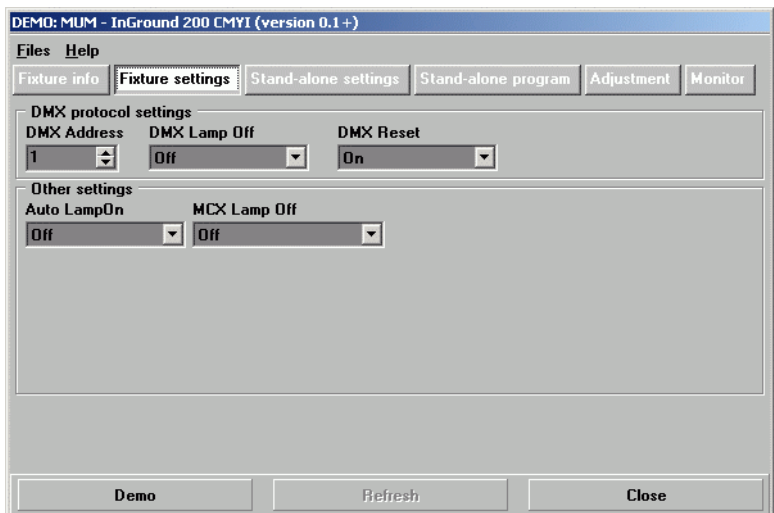 DEMO: MUM - InGround 200 CMYI (version 0.1+)
Files Help
Fixture info Fixture settings Stand-alone settings Stand-alone program Adjustment Monitor
DMX protocol settings
DMX Address DMX Lamp Off DMX Reset
1 Off On
Other settings
Auto LampOn MCX Lamp Off
Off Off
Demo Refresh Close